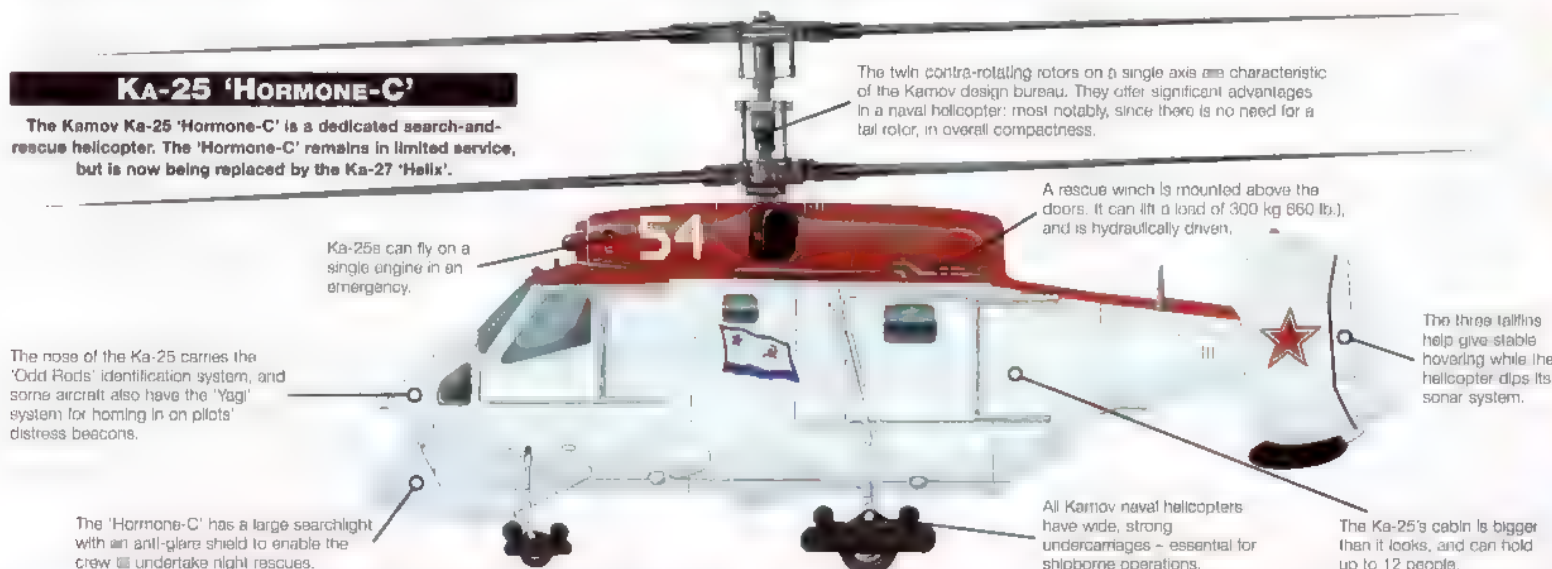 KA-25 'HORMONE-C'
The Kamov Ka-25 'Hormone-C' is a dedicated search-and-
rescue helicopter. The 'Hormone-C' remains in limited service,
but is now being replaced by the Ka-27 'Helix'.
The twin contra-rotating rotors on a single axis are characteristic
of the Kamov design bureau. They offer significant advantages
in a naval helicopter: most notably, since there is no need for a
tail rotor, in overall compactness.
A rescue winch is mounted above the
doors. It can lift a load of 300 kg 660 lb.),
and is hydraulically driven.
Ka-25s can fly on a
single engine in an
emergency.
54
The nose of the Ka-25 carries the
'Odd Rods' identification system, and
some aircraft also have the 'Yagi'
system for homing in on pilots'
distress beacons.
The three tailfins
help give stable
hovering while the
helicopter dips its
sonar system.
The 'Hormone-C' has a large searchlight
with an anti-glare shield to enable the
crew undertake night rescues.
All Kamov naval helicopters
have wide, strong
undercarriages – essential for
shipborne operations.
The Ka-25's cabin is bigger
than it looks, and can hold
up to 12 people.